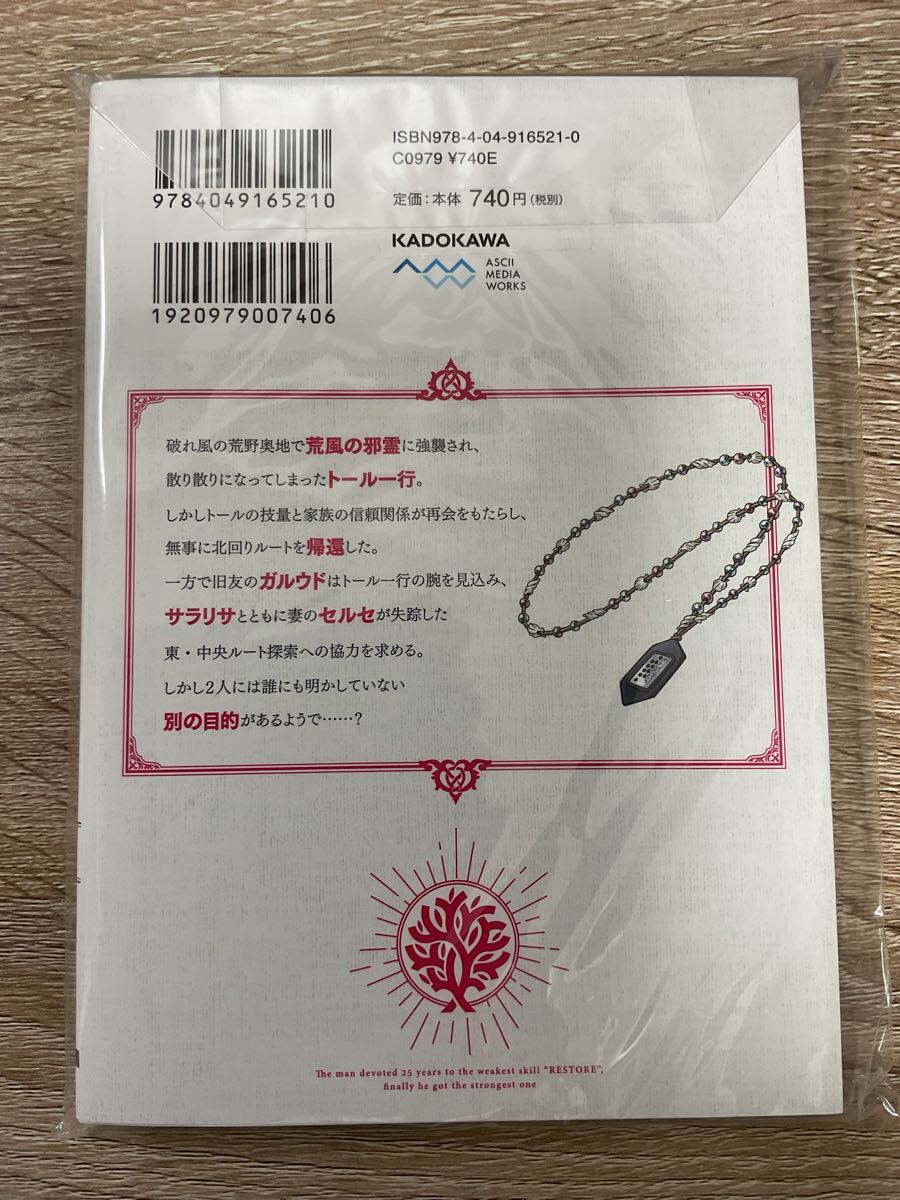 ISBN978-4-04-916521-0
C0979 ¥740E
9784049165210
定価：本体 740円（税別）
KADOKAWA
ASCII
MEDIA
WORKS
1920979007406
破れ風の荒野奥地で荒風の邪霊に強襲され、
散り散りになってしまったトール一行。
しかしトールの技量と家族の信頼関係が再会をもたらし、
無事に北回りルートを帰還した。
一方で旧友のガルウドはトール一行の腕を見込み、
サラリサとともに妻のセルセが失踪した
東・中央ルート探索への協力を求める。
しかし2人には誰にも明かしていない
別の目的があるようで……？
The man devoted 25 years to the weakest skill "RESTORE",
finally he got the strongest one